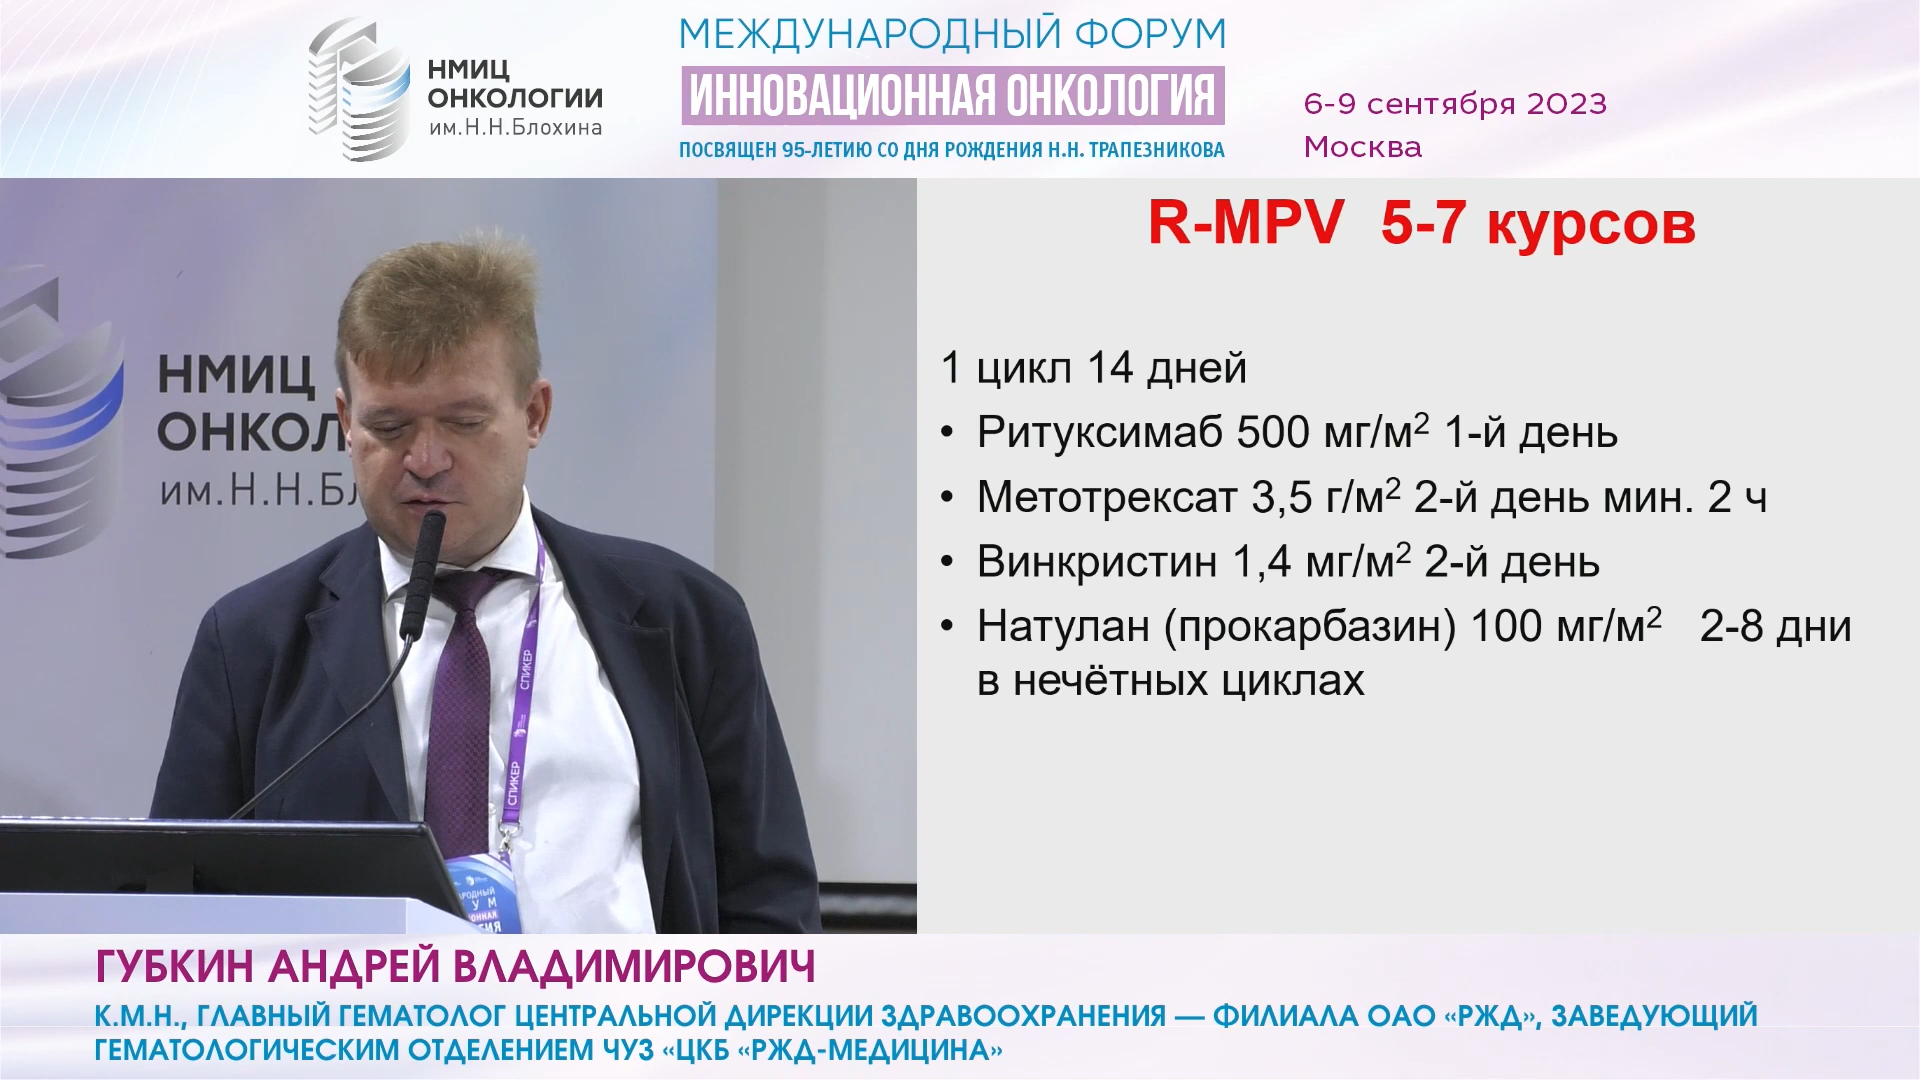 НМИЦ
ОНКОЛОГИИ
им.Н.Н.Блохина
МЕЖДУНАРОДНЫЙ ФОРУМ
ИННОВАЦИОННАЯ ОНКОЛОГИЯ
ПОСВЯЩЕН 95-ЛЕТИЮ СО ДНЯ РОЖДЕНИЯ Н.Н. ТРАПЕЗНИКОВА
6-9 сентября 2023
Москва
НМИЦ
ОНКОЛ
им.Н.Н.БЛ
СПИКЕР
СПИКЕР
R-MPV 5-7 курсов
1 цикл 14 дней
• Ритуксимаб 500 мг/м² 1-й день
• Метотрексат 3,5 г/м² 2-й день мин. 2 ч
• Винкристин 1,4 мг/м² 2-й день
• Натулан (прокарбазин) 100 мг/м² 2-8 дни
в нечётных циклах
ГУБКИН АНДРЕЙ ВЛАДИМИРОВИЧ
К.М.Н., ГЛАВНЫЙ ГЕМАТОЛОГ ЦЕНТРАЛЬНОЙ ДИРЕКЦИИ ЗДРАВООХРАНЕНИЯ — ФИЛИАЛА ОАО «РЖД», ЗАВЕДУЮЩИЙ
ГЕМАТОЛОГИЧЕСКИМ ОТДЕЛЕНИЕМ ЧУЗ «ЦКБ «РЖД-МЕДИЦИНА»